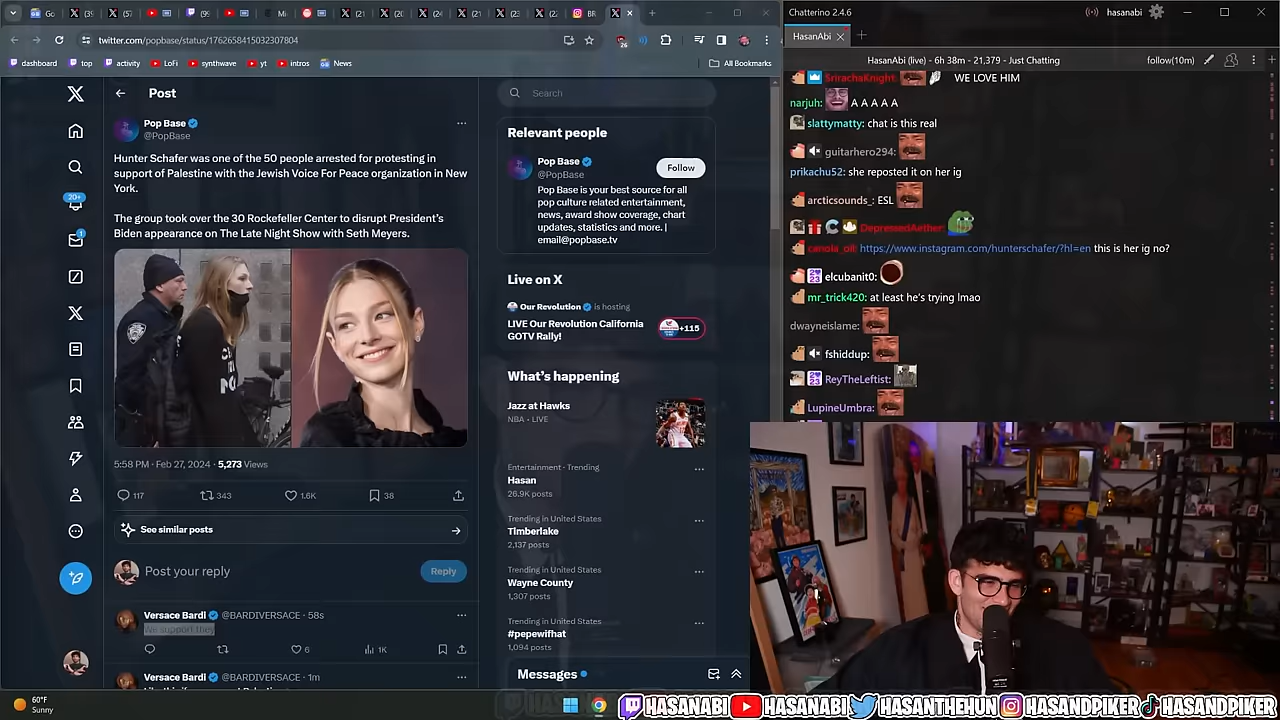 Chatterino 2.4.6
hasanabi
HasanAbi
twitter.com/popbase/status/1762658415032307804
dashboard
top
activity
LoFi
synthwave
yt
intros
News
All Bookmarks
HasanAbi (live) - 6h 38m - 21,379 - Just Chatting
follow(10m)
Post
Search
Pop Base
@PopBase
Hunter Schafer was one of the 50 people arrested for protesting in
support of Palestine with the Jewish Voice For Peace organization in New
York.
The group took over the 30 Rockefeller Center to disrupt President's
Biden appearance on The Late Night Show with Seth Meyers.
5:58 PM · Feb 27, 2024 · 5,273 Views
117
343
1.6K
38
See similar posts
Post your reply
Reply
Versace Bardi @BARDIVERSACE · 58s
We support they
6
1K
Versace Bardi @BARDIVERSACE · 1m
20+
1
Relevant people
Pop Base
@PopBase
Follow
Pop Base is your best source for all
pop culture related entertainment,
news, award show coverage, chart
updates, statistics and more. |
email@popbase.tv
Live on X
Our Revolution is hosting
LIVE Our Revolution California
GOTV Rally!
+115
What's happening
Jazz at Hawks
NBA · LIVE
Entertainment · Trending
Hasan
26.9K posts
Trending in United States
Timberlake
2,137 posts
Trending in United States
Wayne County
1,307 posts
Trending in United States
#pepewifhat
1,094 posts
Messages
SrirachaKnight: WE LOVE HIM
narjuh: A A A A A
slattymatty: chat is this real
guitarhero294:
prikachu52: she reposted it on her ig
arcticsounds_: ESL
DepressedAether:
canola_oil: https://www.instagram.com/hunterschafer/?hl=en this is her ig no?
elcubanit0:
mr_trick420: at least he's trying lmao
dwayneislame:
fshiddup:
ReyTheLeftist:
LupineUmbra:
60°F
Sunny
HASANABI
HASANABI
HASANTHEHUN
HASANDPIKER
HASANDPIKER